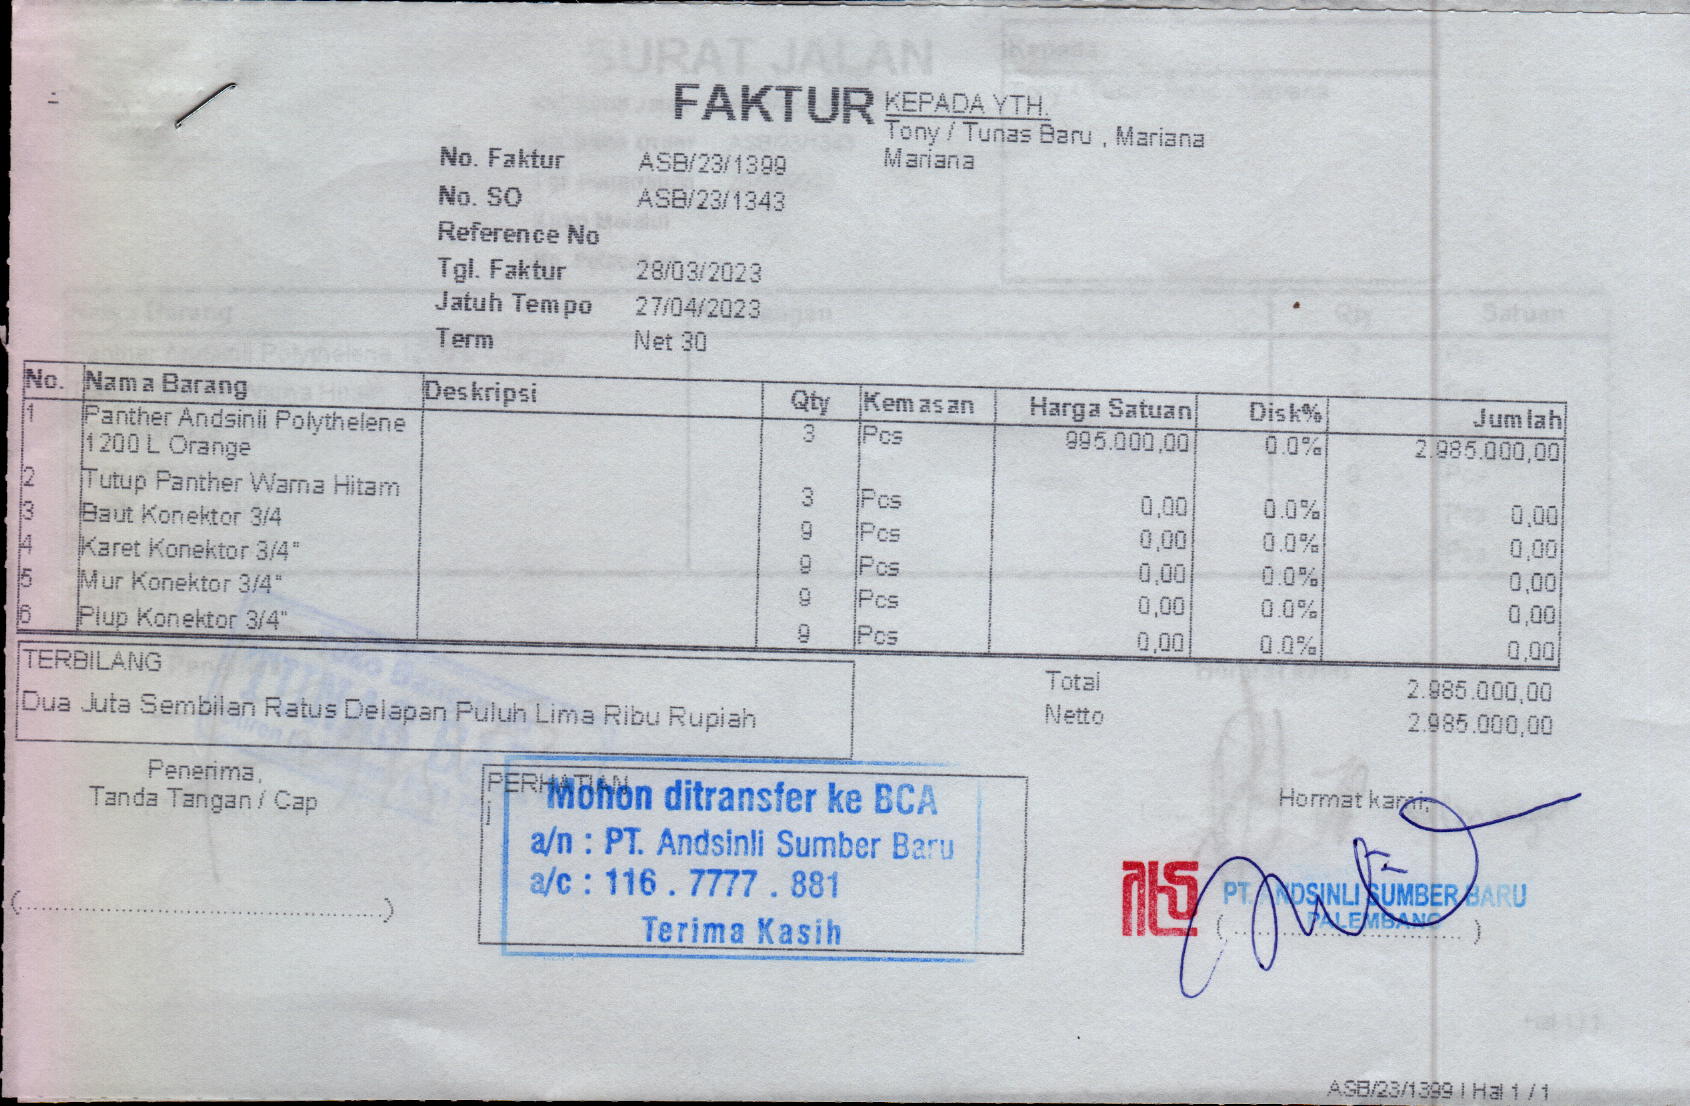 FAKTUR
KEPADA YTH.
Tony / Tunas Baru , Mariana
Mariana
No. Faktur ASB/23/1399
No. SO ASB/23/1343
Reference No
Tgl. Faktur 28/03/2023
Jatuh Tempo 27/04/2023
Term Net 30
No. Nama Barang Deskripsi Qty Kemasan Harga Satuan Disk% Jumlah
1 Panther Andsinli Polythelene 3 Pcs 995.000,00 0.0% 2.985.000,00
1200 L Orange
2 Tutup Panther Warna Hitam 3 Pcs 0,00 0.0% 0,00
3 Baut Konektor 3/4 9 Pcs 0,00 0.0% 0,00
4 Karet Konektor 3/4" 9 Pcs 0,00 0.0% 0,00
5 Mur Konektor 3/4" 9 Pcs 0,00 0.0% 0,00
6 Plup Konektor 3/4" 9 Pcs 0,00 0.0% 0,00
TERBILANG
Dua Juta Sembilan Ratus Delapan Puluh Lima Ribu Rupiah
Total 2.985.000,00
Netto 2.985.000,00
Penerima,
Tanda Tangan / Cap
(..........................................)
PERHATIAN
j
Mohon ditransfer ke BCA
a/n : PT. Andsinli Sumber Baru
a/c : 116 . 7777 . 881
Terima Kasih
Hormat kami,
PT. ANDSINLI SUMBER BARU
PALEMBANG
(..........................)
ASB/23/1399 | Hal 1 / 1